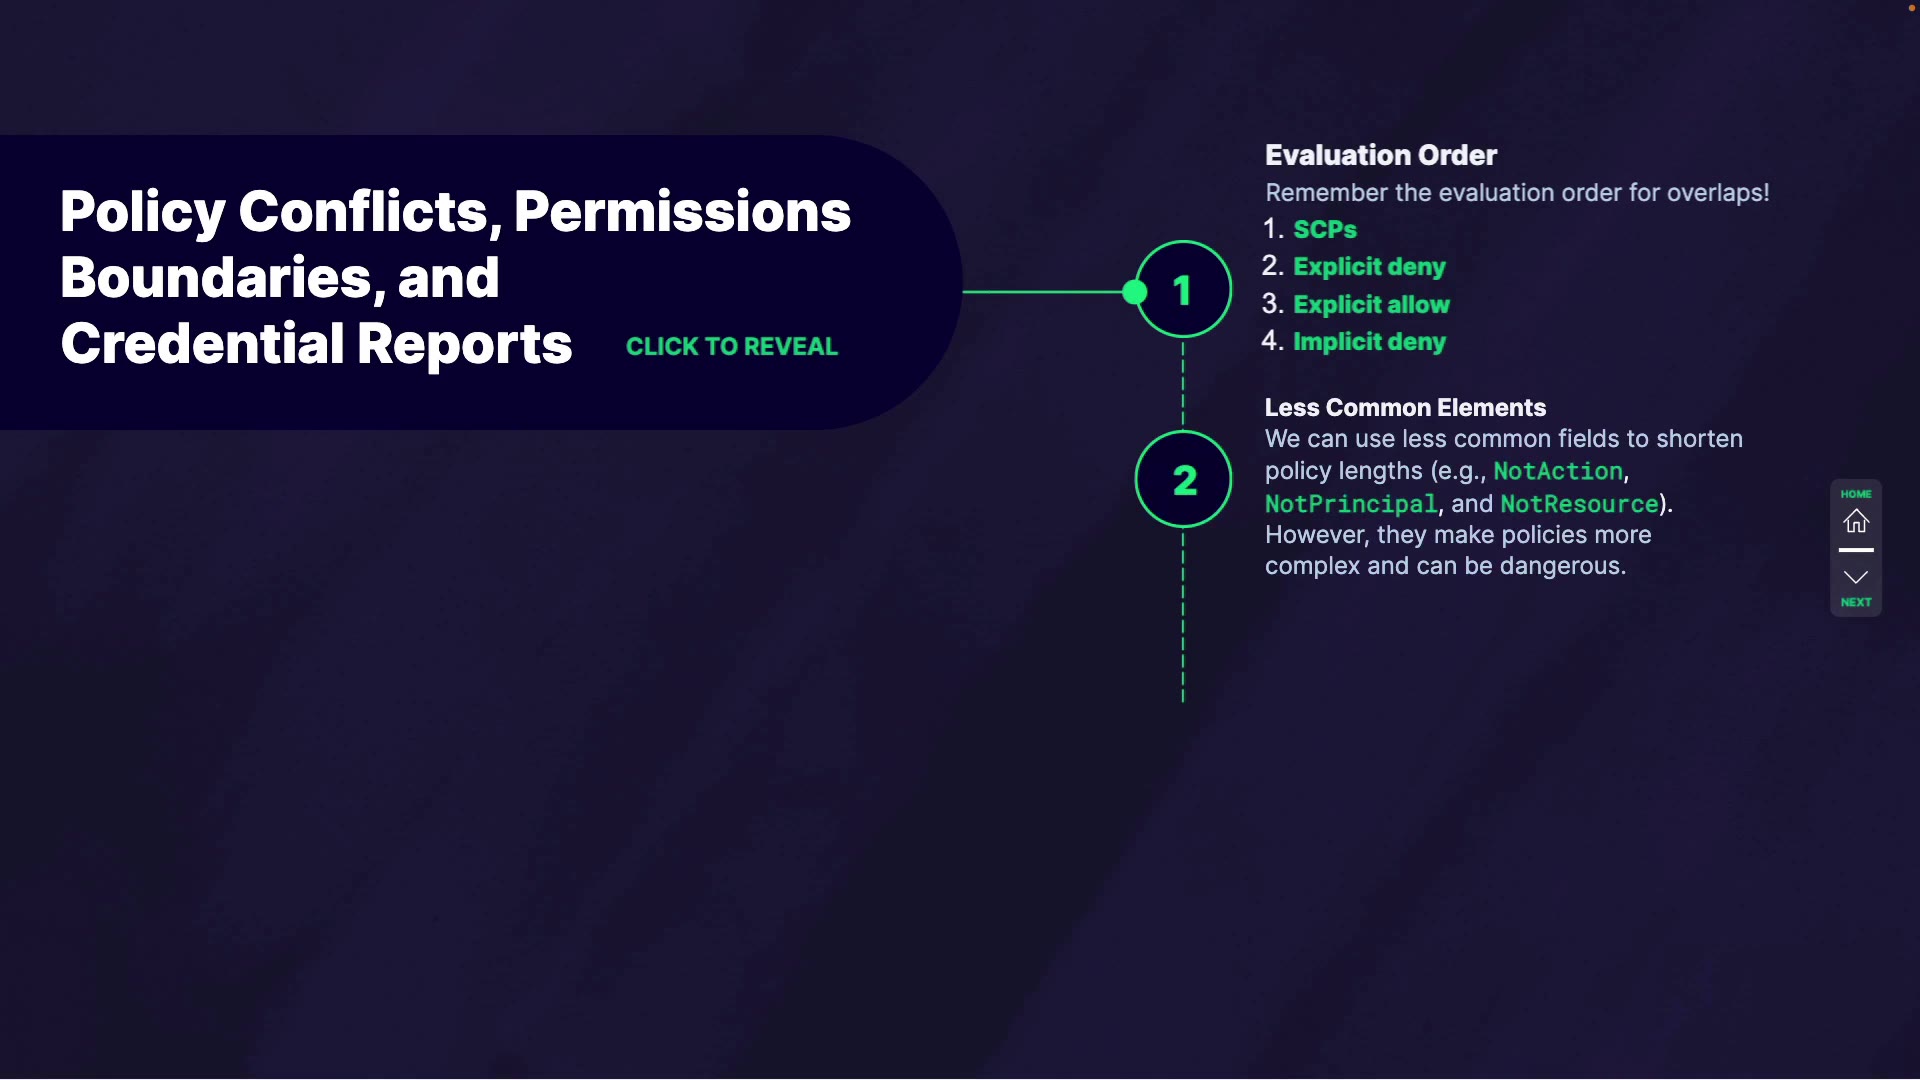 Policy Conflicts, Permissions
Boundaries, and
Credential Reports
CLICK TO REVEAL
1
Evaluation Order
Remember the evaluation order for overlaps!
1. SCPs
2. Explicit deny
3. Explicit allow
4. Implicit deny
2
Less Common Elements
We can use less common fields to shorten
policy lengths (e.g., NotAction,
NotPrincipal, and NotResource).
However, they make policies more
complex and can be dangerous.
HOME
NEXT